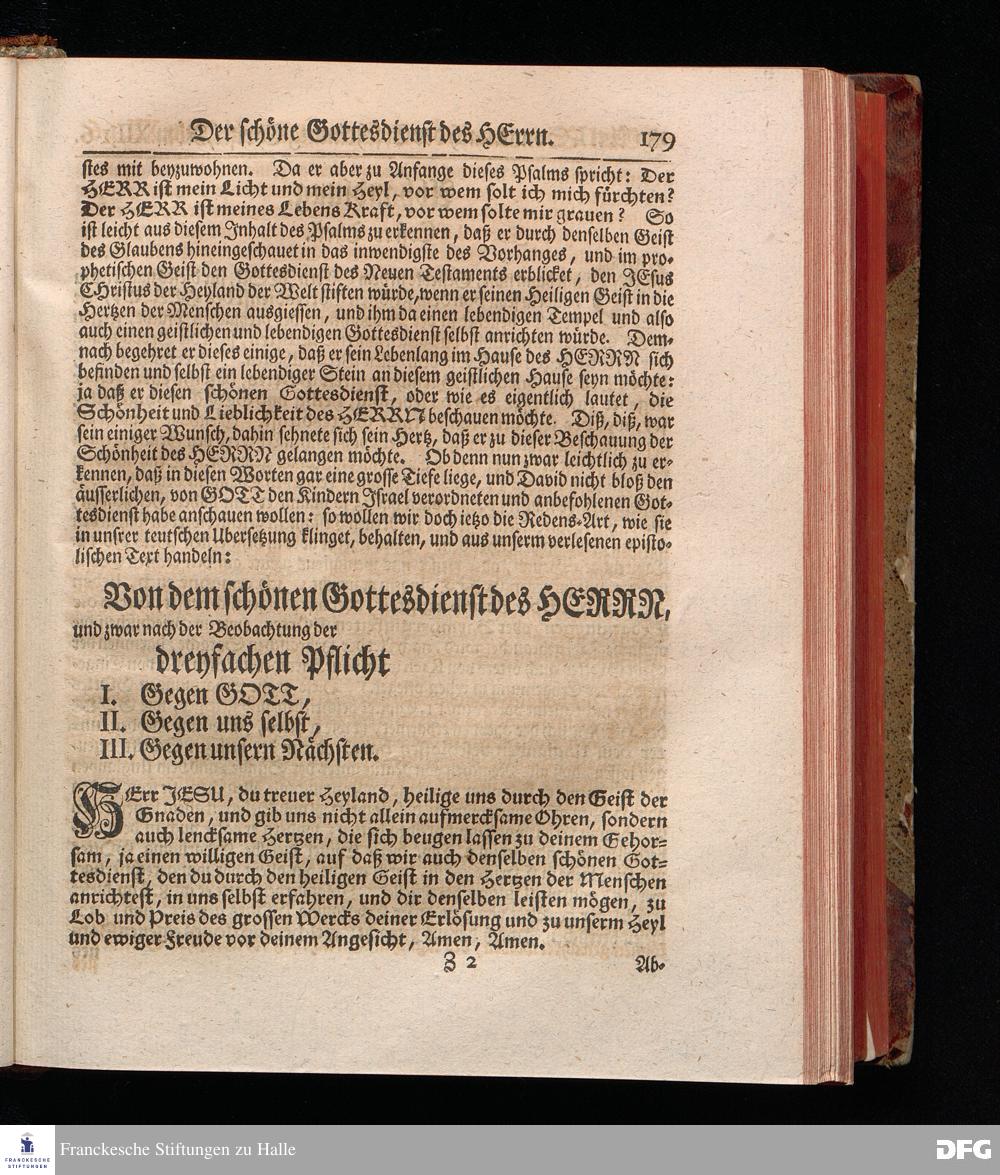 Der schöne Gottesdienst des HErrn. 179
stes mit beyzuwohnen. Da er aber zu Anfange dieses Psalms spricht: Der
HERR ist mein Licht und mein Heyl, vor wem solt ich mich fürchten?
Der HERR ist meines Lebens Kraft, vor wem solte mir grauen? So
ist leicht aus diesem Inhalt des Psalms zu erkennen, daß er durch denselben Geist
des Glaubens hineingeschauet in das inwendigste des Vorhanges, und im pro-
phetischen Geist den Gottesdienst des Neuen Testaments erblicket, den JEsus
CHristus der Heyland der Welt stiften würde, wenn er seinen Heiligen Geist in die
Hertzen der Menschen ausgiessen, und ihm da einen lebendigen Tempel und also
auch einen geistlichen und lebendigen Gottesdienst selbst anrichten würde. Dem-
nach begehret er dieses einige, daß er sein Lebenlang im Hause des HERRN sich
befinden und selbst ein lebendiger Stein an diesem geistlichen Hause seyn möchte:
ja daß er diesen schönen Gottesdienst, oder wie es eigentlich lautet, die
Schönheit und Lieblichkeit des HERRN beschauen möchte. Diß, diß, war
sein einiger Wunsch, dahin sehnete sich sein Hertz, daß er zu dieser Beschauung der
Schönheit des HERRN gelangen möchte. Ob denn nun zwar leichtlich zu er-
kennen, daß in diesen Worten gar eine grosse Tiefe liege, und David nicht bloß den
äusserlichen, von GOTT den Kindern Israel verordneten und anbefohlenen Got-
tesdienst habe anschauen wollen: so wollen wir doch ietzo die Redens-Art, wie sie
in unsrer teutschen Ubersetzung klinget, behalten, und aus unserm verlesenen episto-
lischen Text handeln:
Von dem schönen Gottesdienst des HERRN,
und zwar nach der Beobachtung der
dreyfachen Pflicht
I. Gegen GOTT,
II. Gegen uns selbst,
III. Gegen unsern Nächsten.
HErr JESU, du treuer Heyland, heilige uns durch den Geist der
Gnaden, und gib uns nicht allein aufmercksame Ohren, sondern
auch lencksame Hertzen, die sich beugen lassen zu deinem Gehor-
sam, ja einen willigen Geist, auf daß wir auch denselben schönen Got-
tesdienst, den du durch den heiligen Geist in den Hertzen der Menschen
anrichtest, in uns selbst erfahren, und dir denselben leisten mögen, zu
Lob und Preis des grossen Wercks deiner Erlösung und zu unserm Heyl
und ewiger Freude vor deinem Angesicht, Amen, Amen.
Z 2 Ab-
FRANCKESCHE
STIFTUNGEN
Franckesche Stiftungen zu Halle
DFG